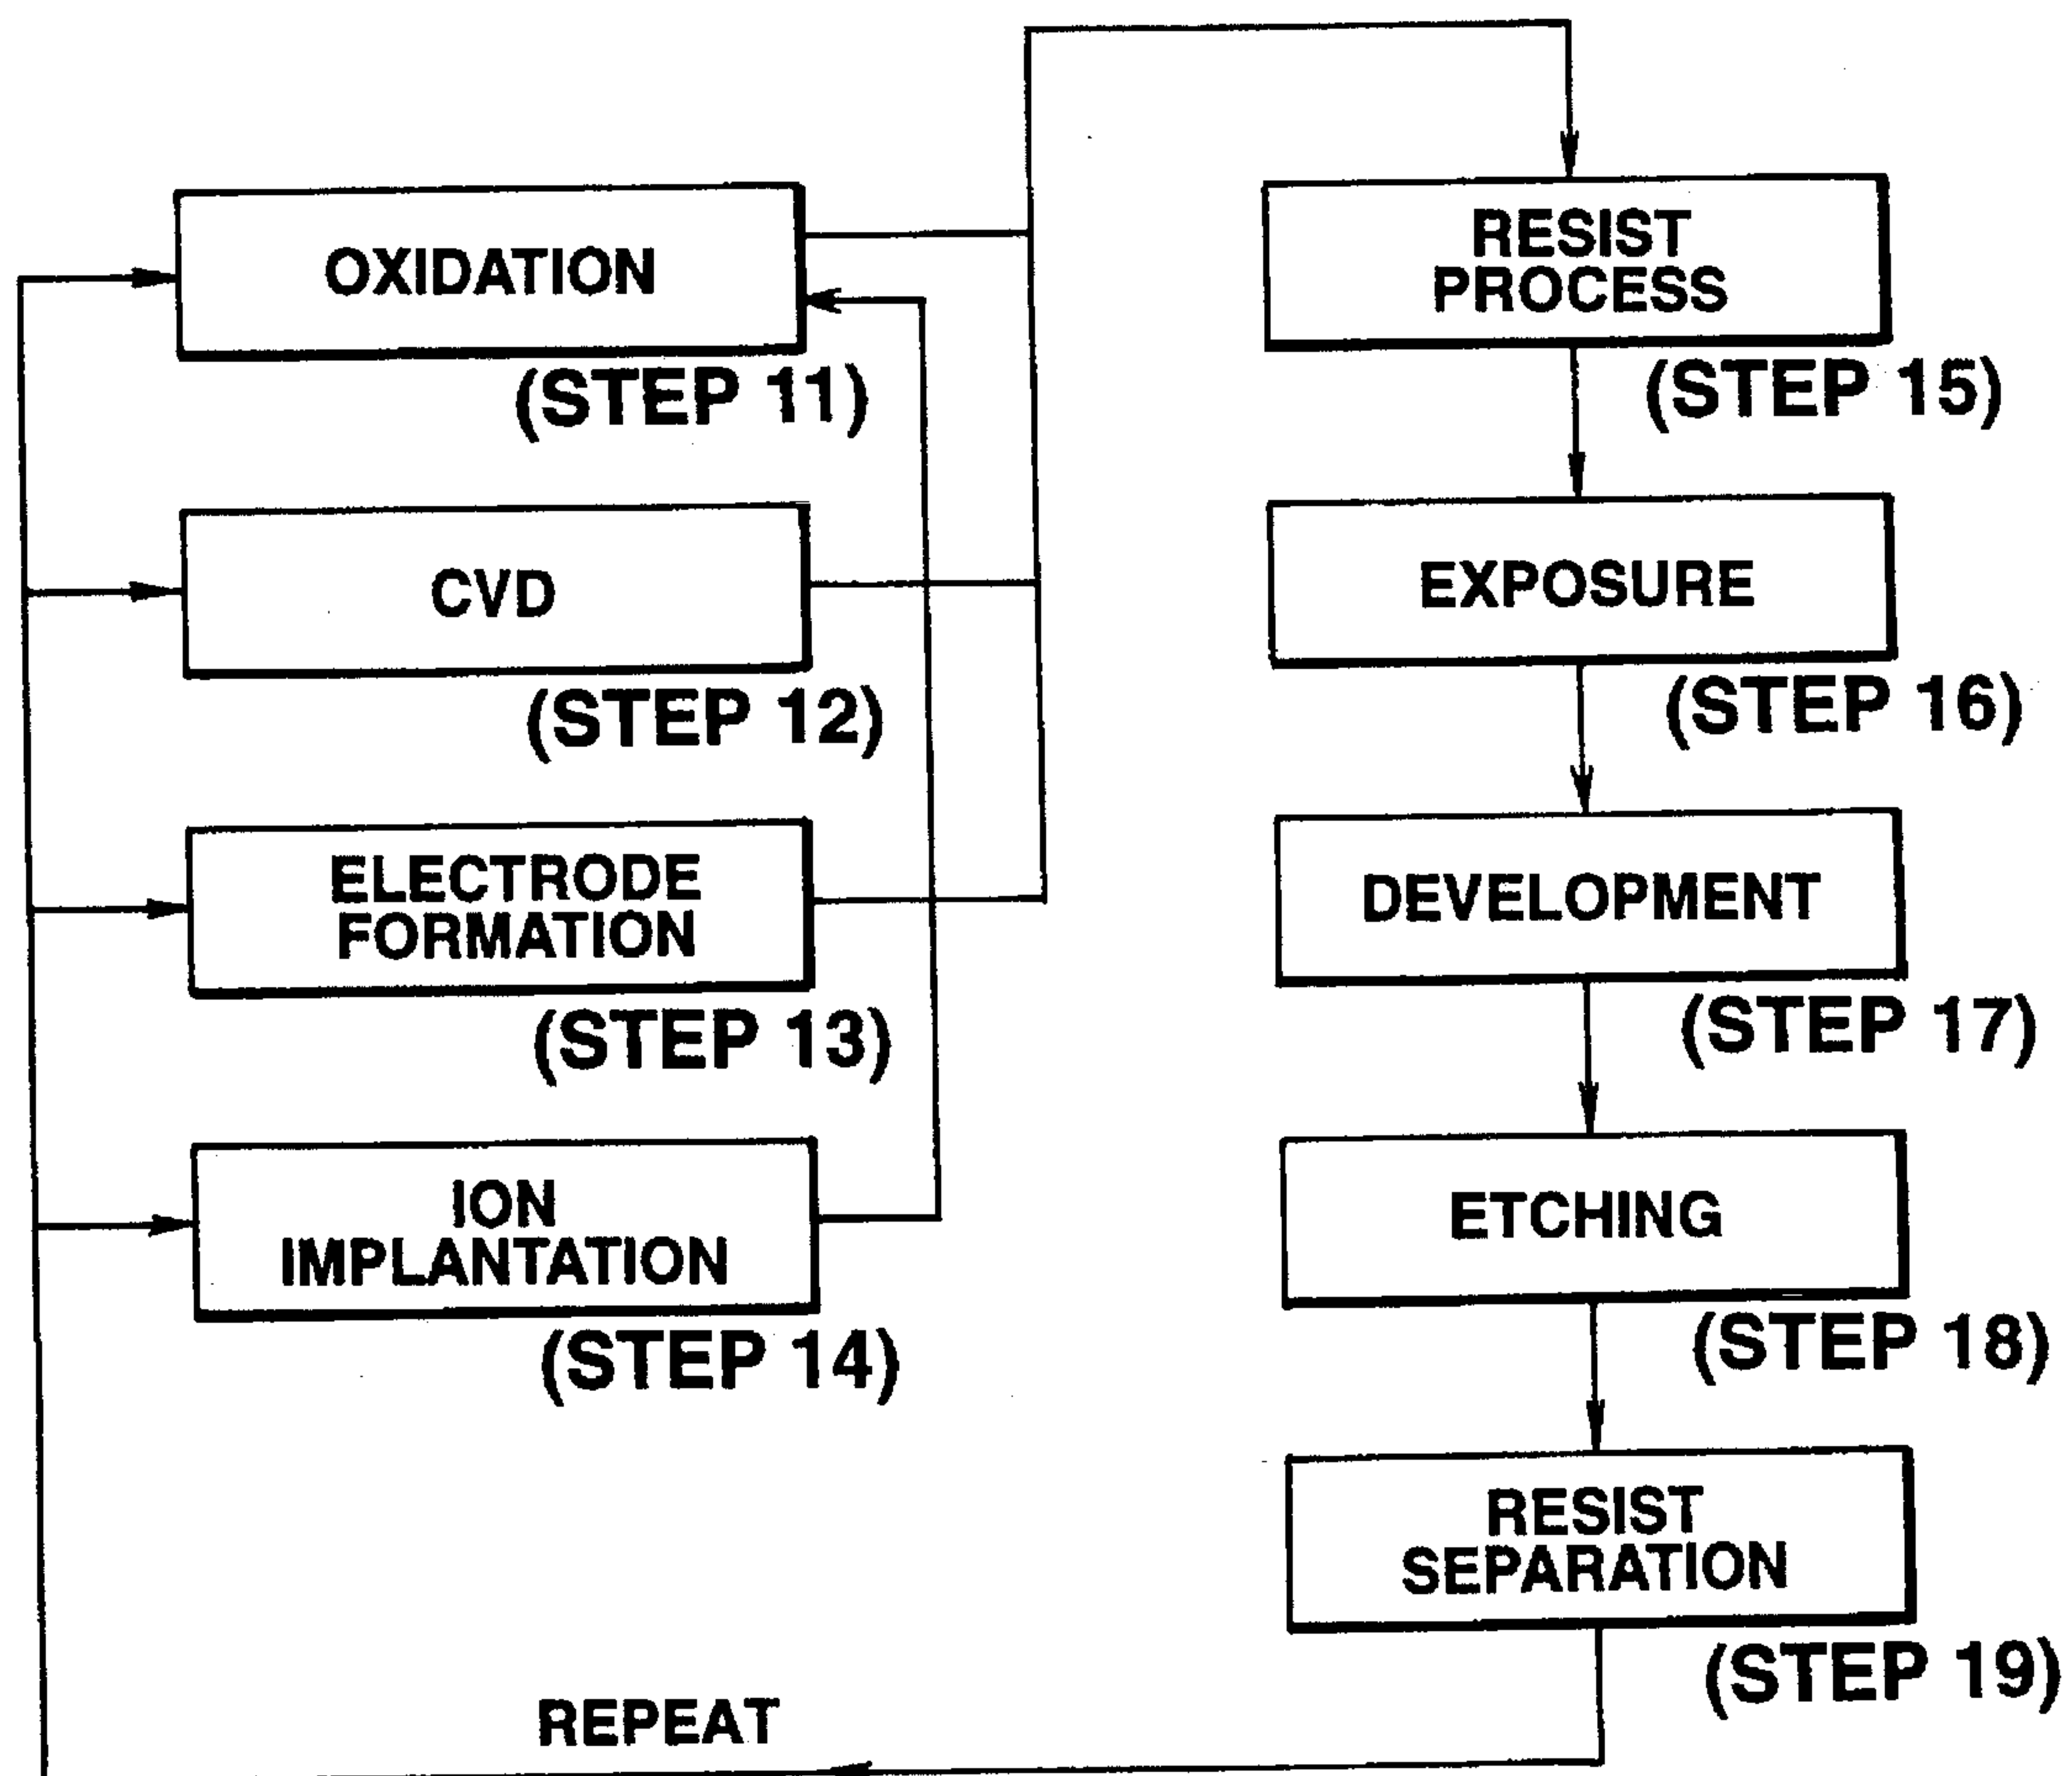 OXIDATION
(STEP 11)
CVD
(STEP 12)
ELECTRODE
FORMATION
(STEP 13)
ION
IMPLANTATION
(STEP 14)
RESIST
PROCESS
(STEP 15)
EXPOSURE
(STEP 16)
DEVELOPMENT
(STEP 17)
ETCHING
(STEP 18)
RESIST
SEPARATION
(STEP 19)
REPEAT